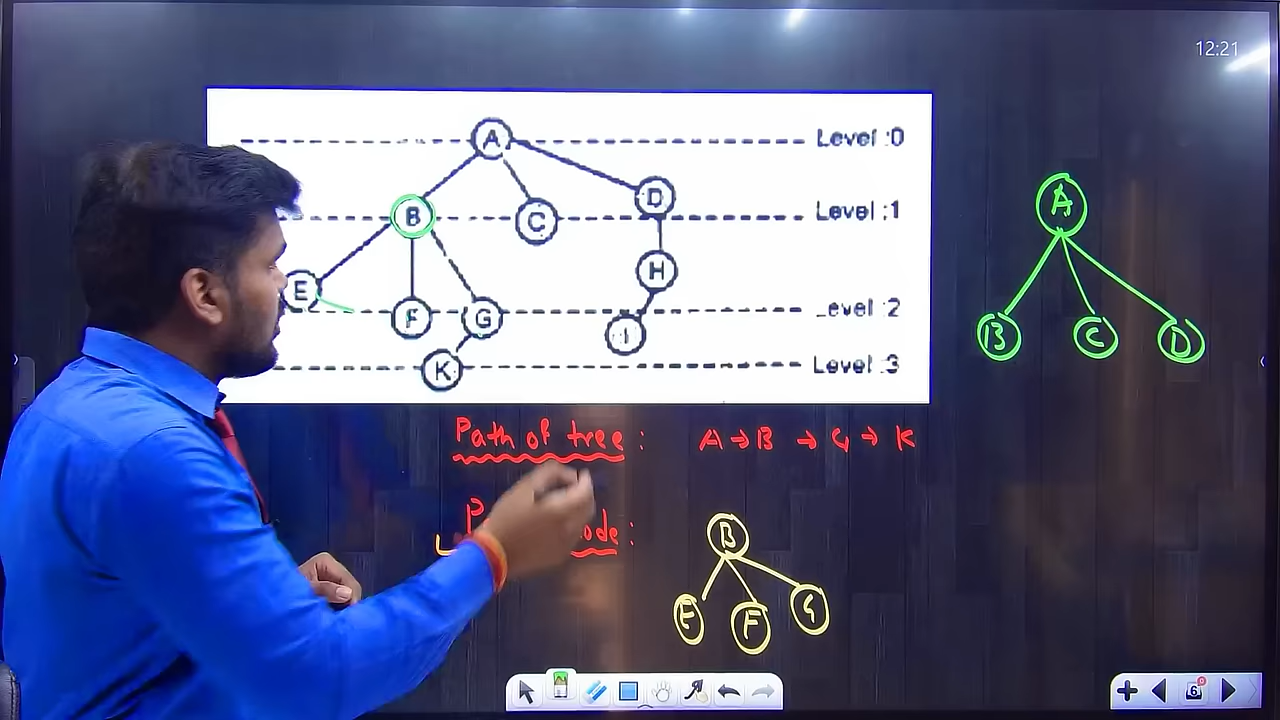 12:21
A Level :0
B C D Level :1
E H
F G I Level :2
K Level :3
A
B C D
Path of tree : A → B → G → K
B
E F G
6